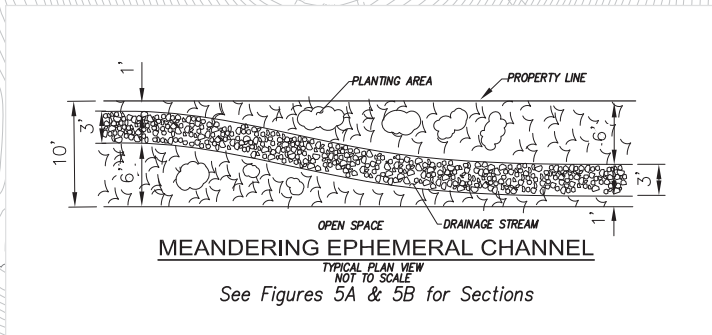 1'
PLANTING AREA
PROPERTY LINE
10'
3'
6'
6'
3'
1'
OPEN SPACE
DRAINAGE STREAM
MEANDERING EPHEMERAL CHANNEL
TYPICAL PLAN VIEW
NOT TO SCALE
See Figures 5A & 5B for Sections